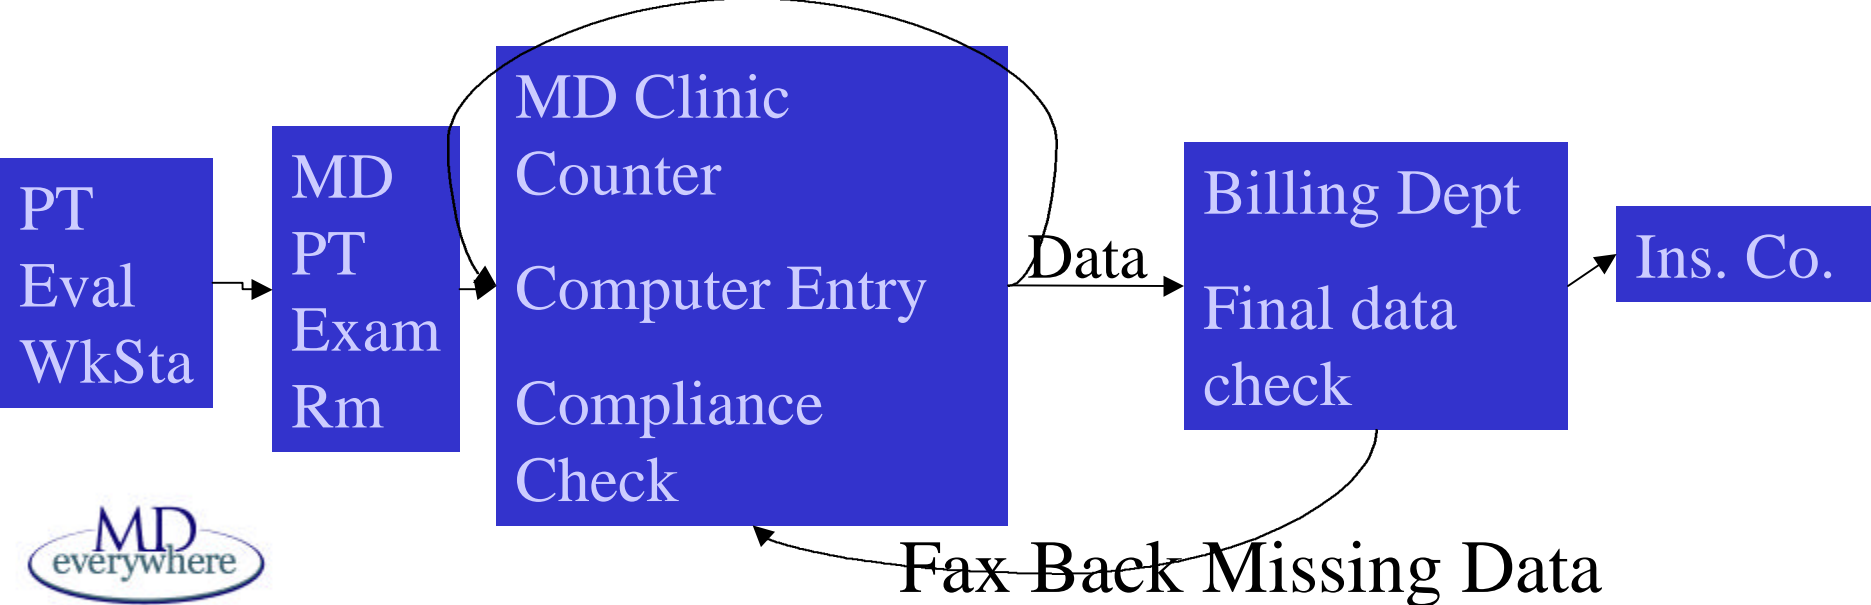 PT
Eval
WkSta
MD
PT
Exam
Rm
MD Clinic
Counter
Computer Entry
Compliance
Check
Data
Billing Dept
Final data
check
Ins. Co.
Fax Back Missing Data
MD
everywhere